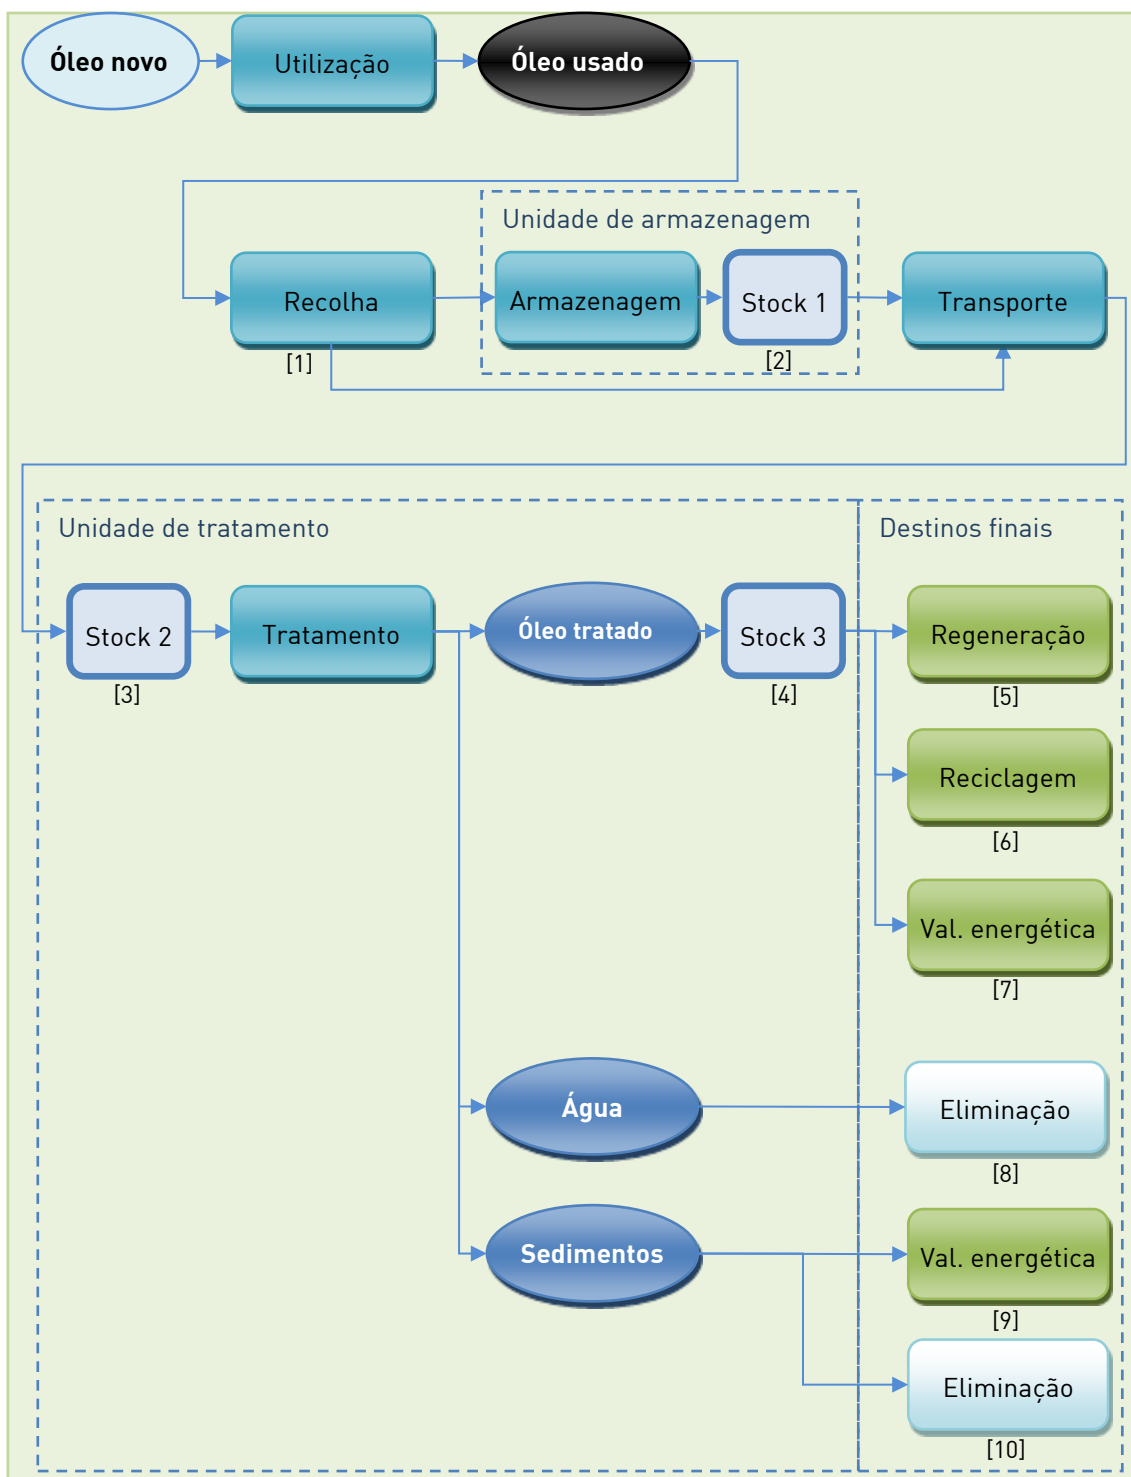 Óleo novo
Utilização
Óleo usado
Unidade de armazenagem
Recolha
Armazenagem
Stock 1
Transporte
[1]
[2]
Unidade de tratamento
Destinos finais
Stock 2
Tratamento
Óleo tratado
Stock 3
Regeneração
[3]
[4]
[5]
Reciclagem
[6]
Val. energética
[7]
Água
Eliminação
[8]
Sedimentos
Val. energética
[9]
Eliminação
[10]